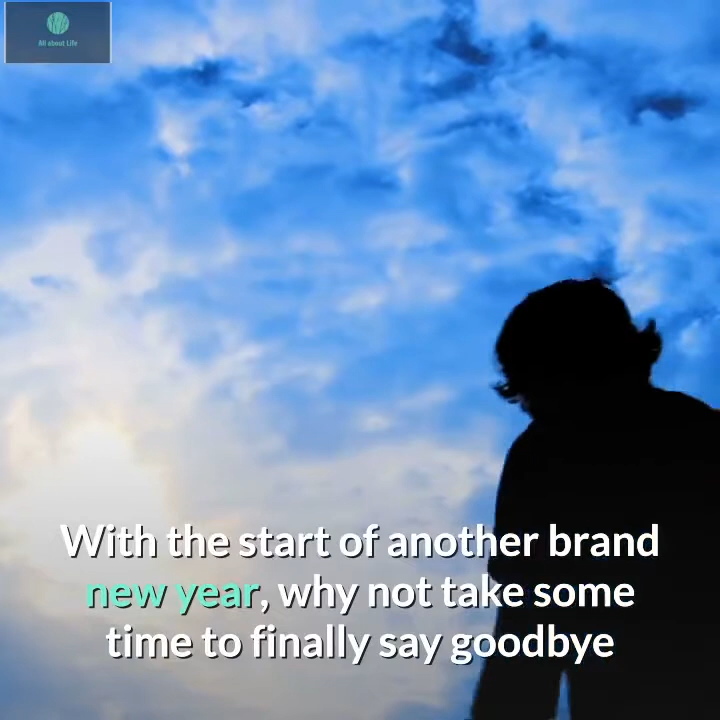 All about Life
With the start of another brand
new year, why not take some
time to finally say goodbye